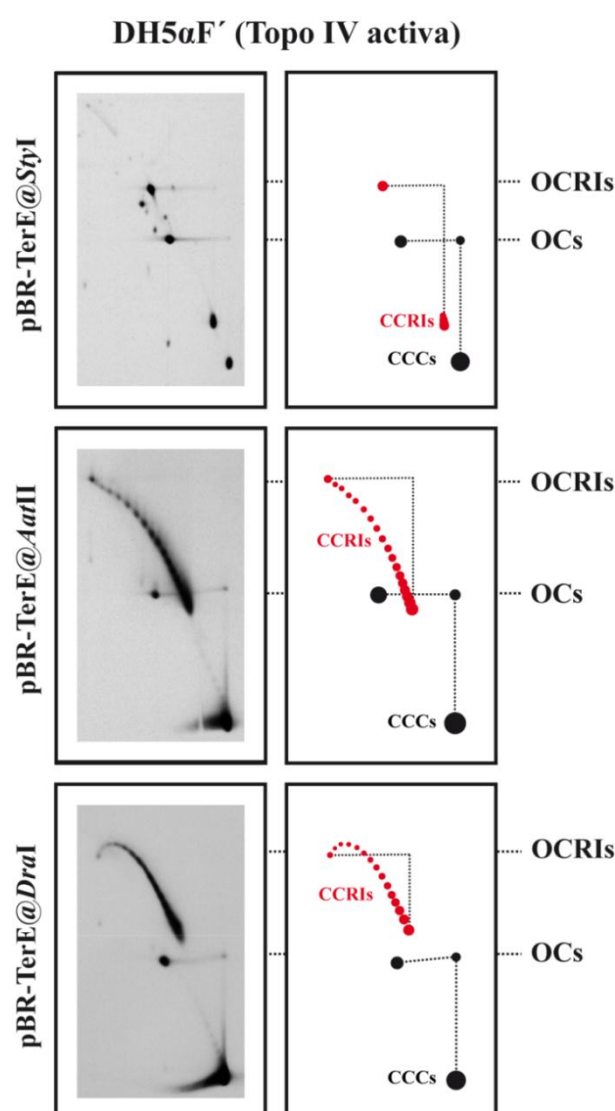 DH5αF´ (Topo IV activa)
pBR-TerE@StyI
OCRIs
OCs
CCRIs
CCCs
pBR-TerE@AatII
OCRIs
CCRIs
OCs
CCCs
pBR-TerE@DraI
OCRIs
CCRIs
OCs
CCCs